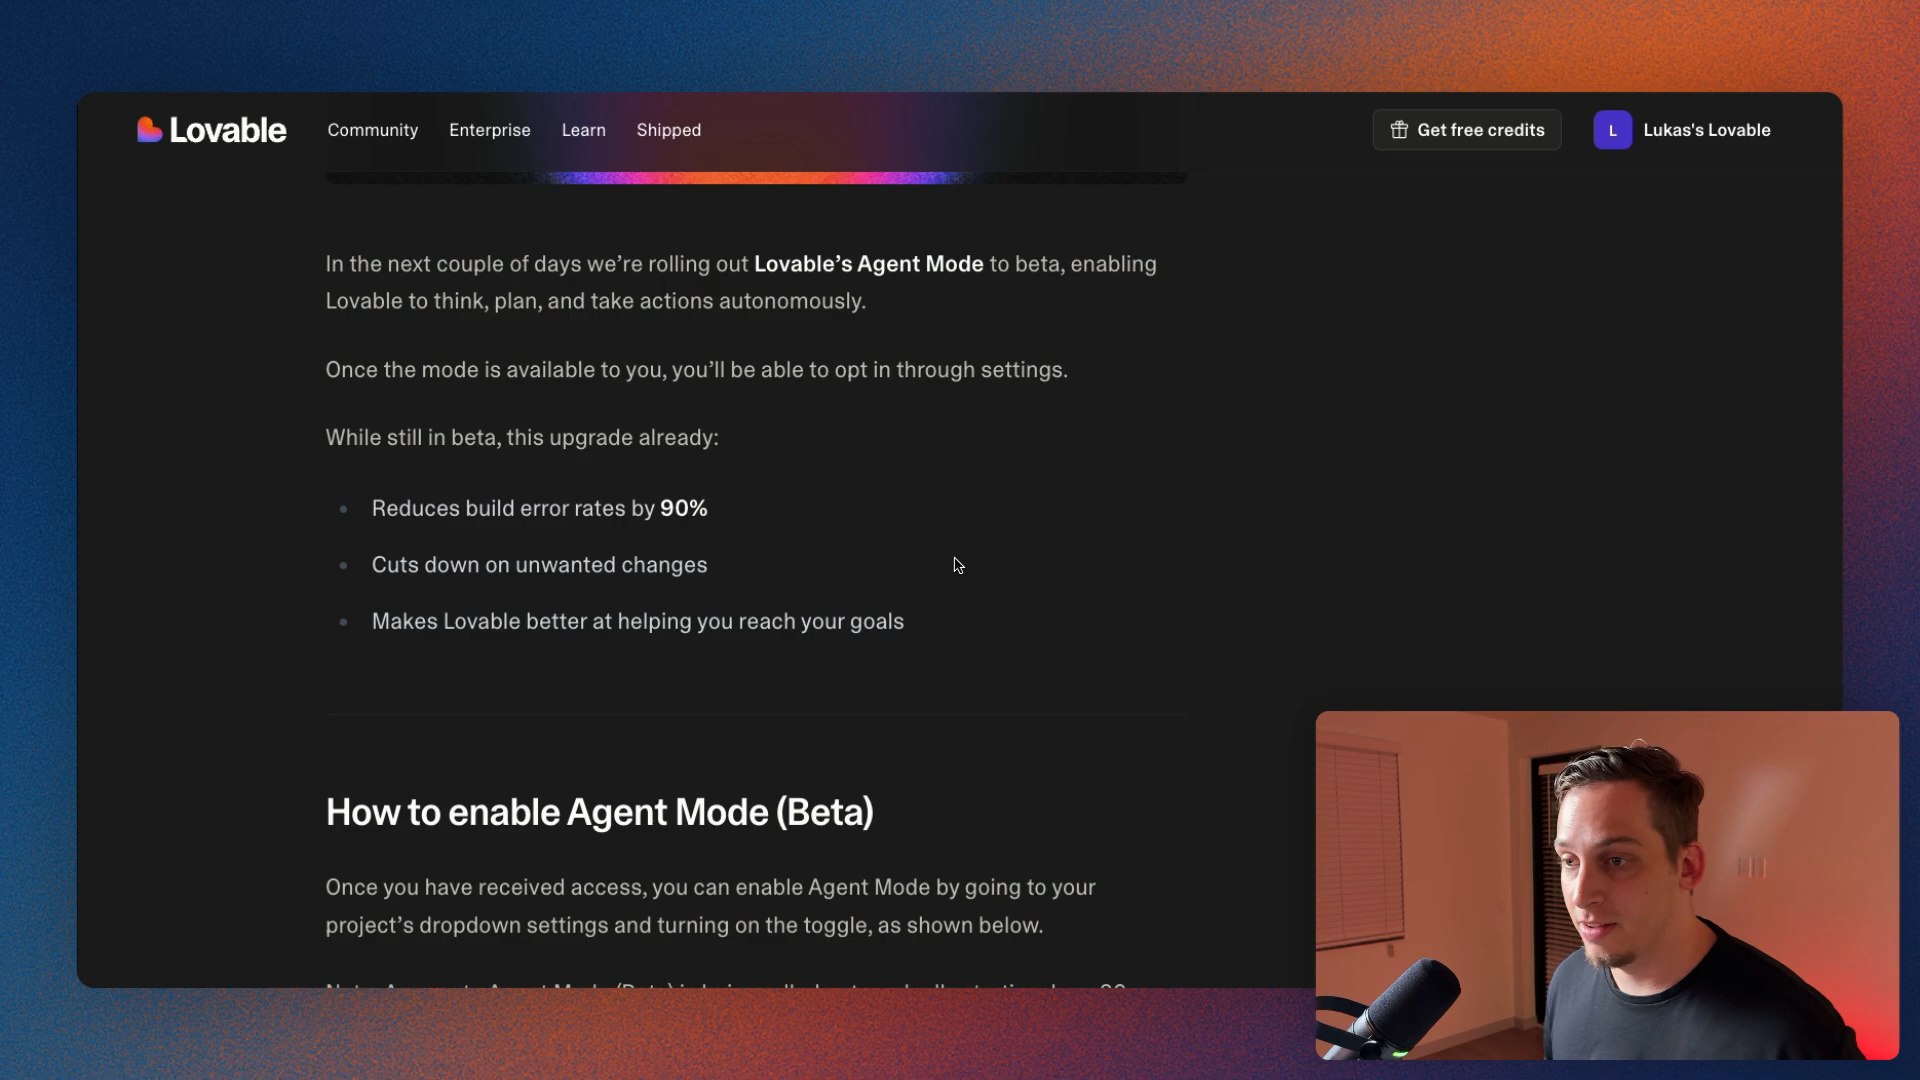 Lovable
Community
Enterprise
Learn
Shipped
Get free credits
L
Lukas's Lovable
In the next couple of days we’re rolling out Lovable’s Agent Mode to beta, enabling
Lovable to think, plan, and take actions autonomously.
Once the mode is available to you, you’ll be able to opt in through settings.
While still in beta, this upgrade already:
Reduces build error rates by 90%
Cuts down on unwanted changes
Makes Lovable better at helping you reach your goals
How to enable Agent Mode (Beta)
Once you have received access, you can enable Agent Mode by going to your
project’s dropdown settings and turning on the toggle, as shown below.